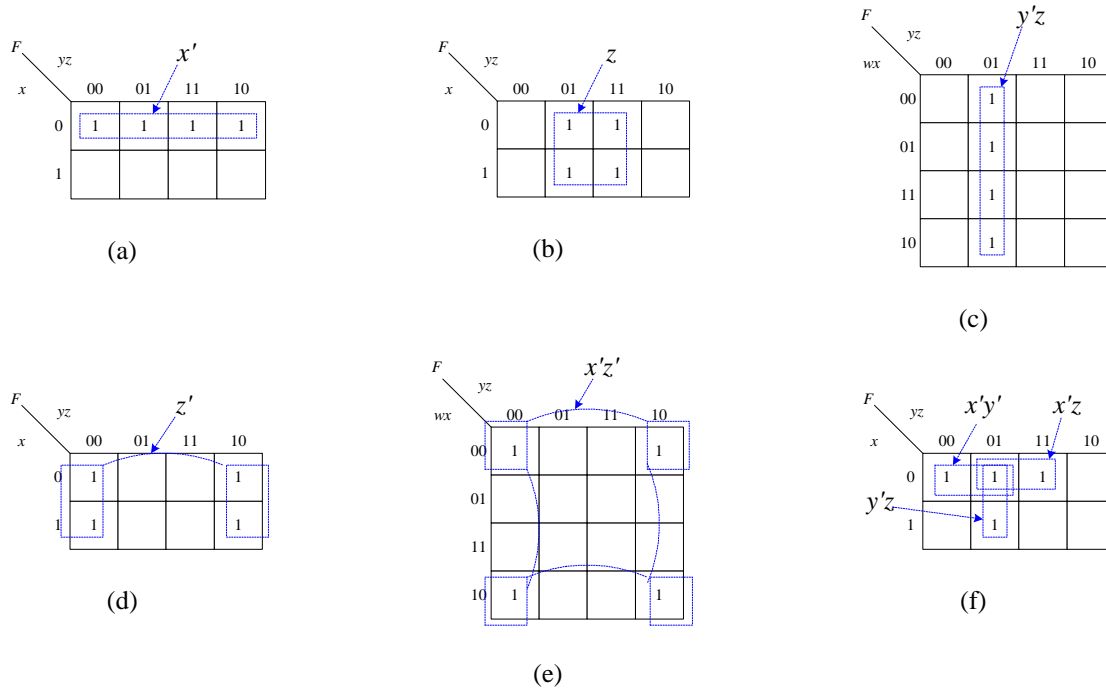 x'
F
yz
x
00 01 11 10
0 1 1 1 1
1
(a)
z
F
yz
x
00 01 11 10
0 1 1
1 1 1
(b)
y'z
F
yz
wx
00 01 11 10
00 1
01 1
11 1
10 1
(c)
z'
F
yz
x
00 01 11 10
0 1 1
1 1 1
(d)
x'z'
F
yz
wx
00 01 11 10
00 1 1
01
11
10 1 1
(e)
x'y' x'z
F
yz
x
00 01 11 10
0 1 1 1
y'z
1 1
(f)